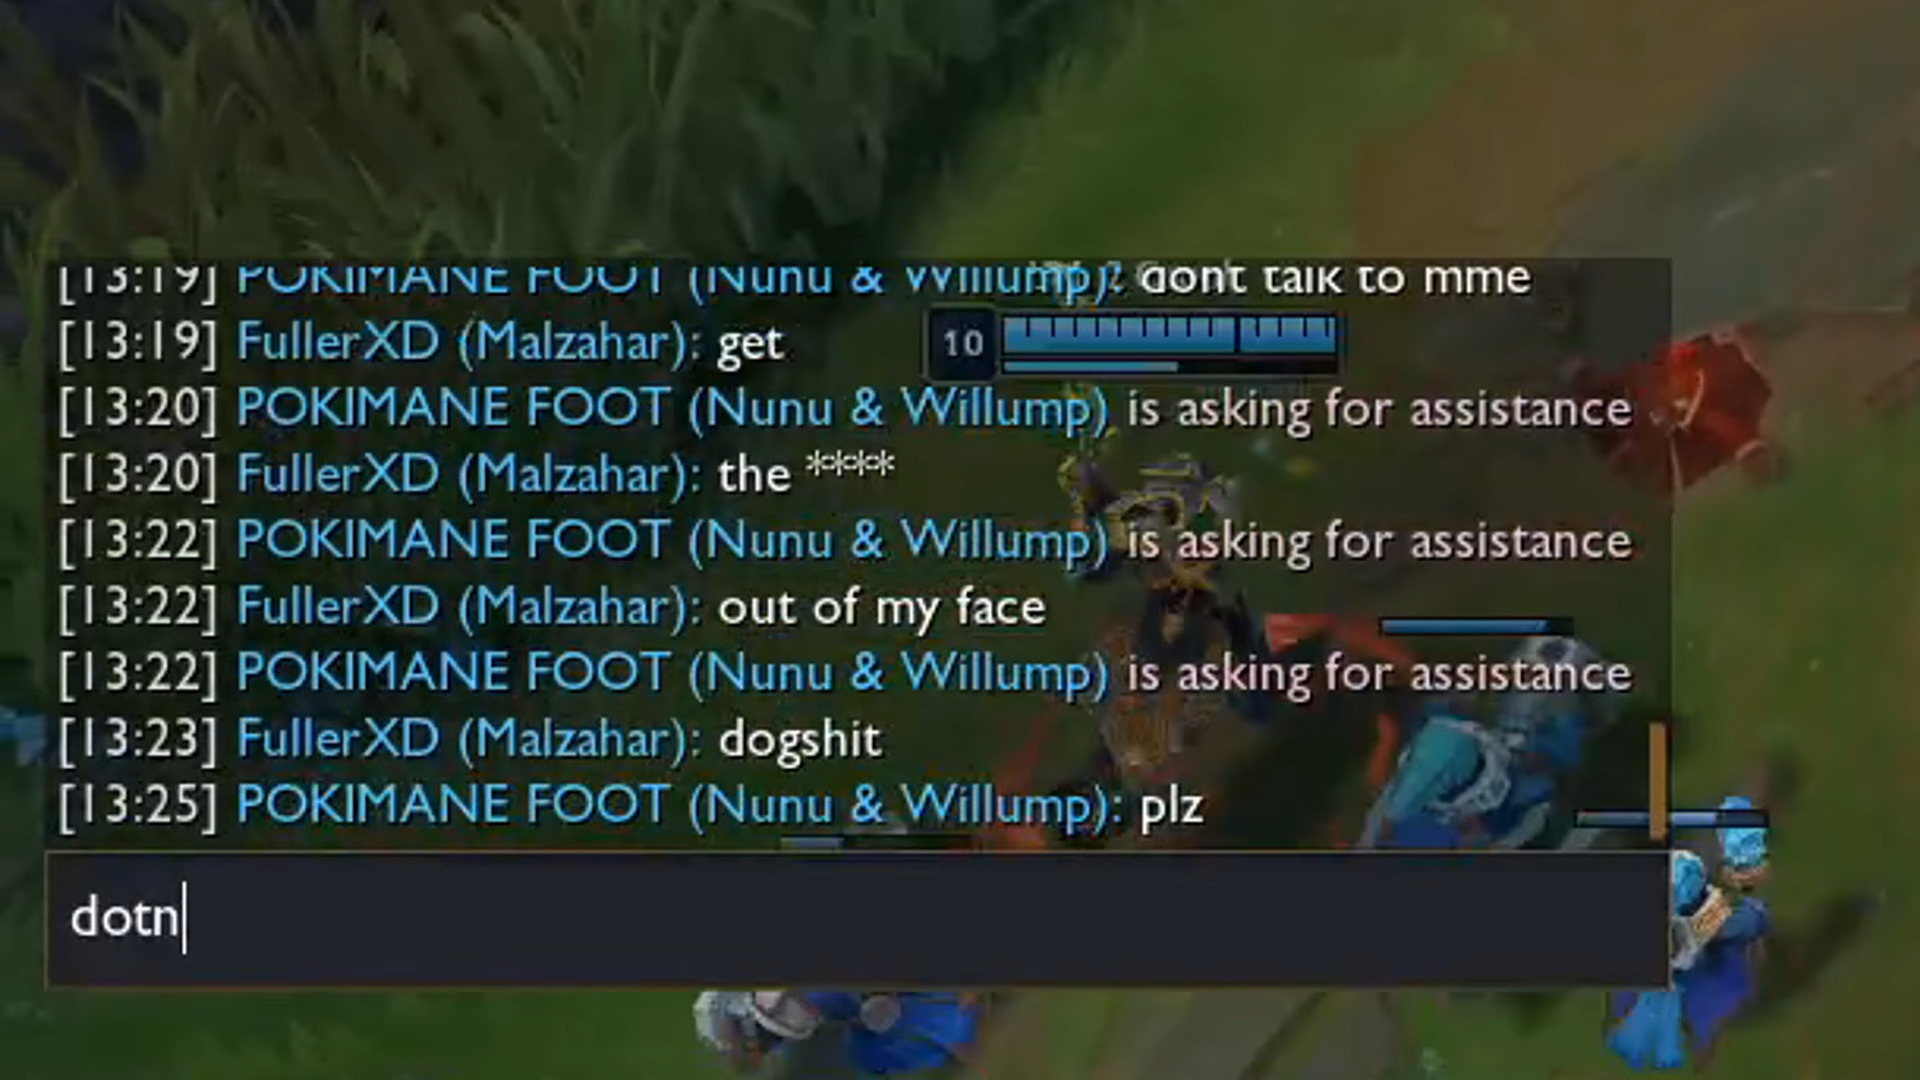 [13:19] POKIMANE FOOT (Nunu & Willump): dont talk to mme
[13:19] FullerXD (Malzahar): get
10
[13:20] POKIMANE FOOT (Nunu & Willump) is asking for assistance
[13:20] FullerXD (Malzahar): the ****
[13:22] POKIMANE FOOT (Nunu & Willump) is asking for assistance
[13:22] FullerXD (Malzahar): out of my face
[13:22] POKIMANE FOOT (Nunu & Willump) is asking for assistance
[13:23] FullerXD (Malzahar): dogshit
[13:25] POKIMANE FOOT (Nunu & Willump): plz
dotn